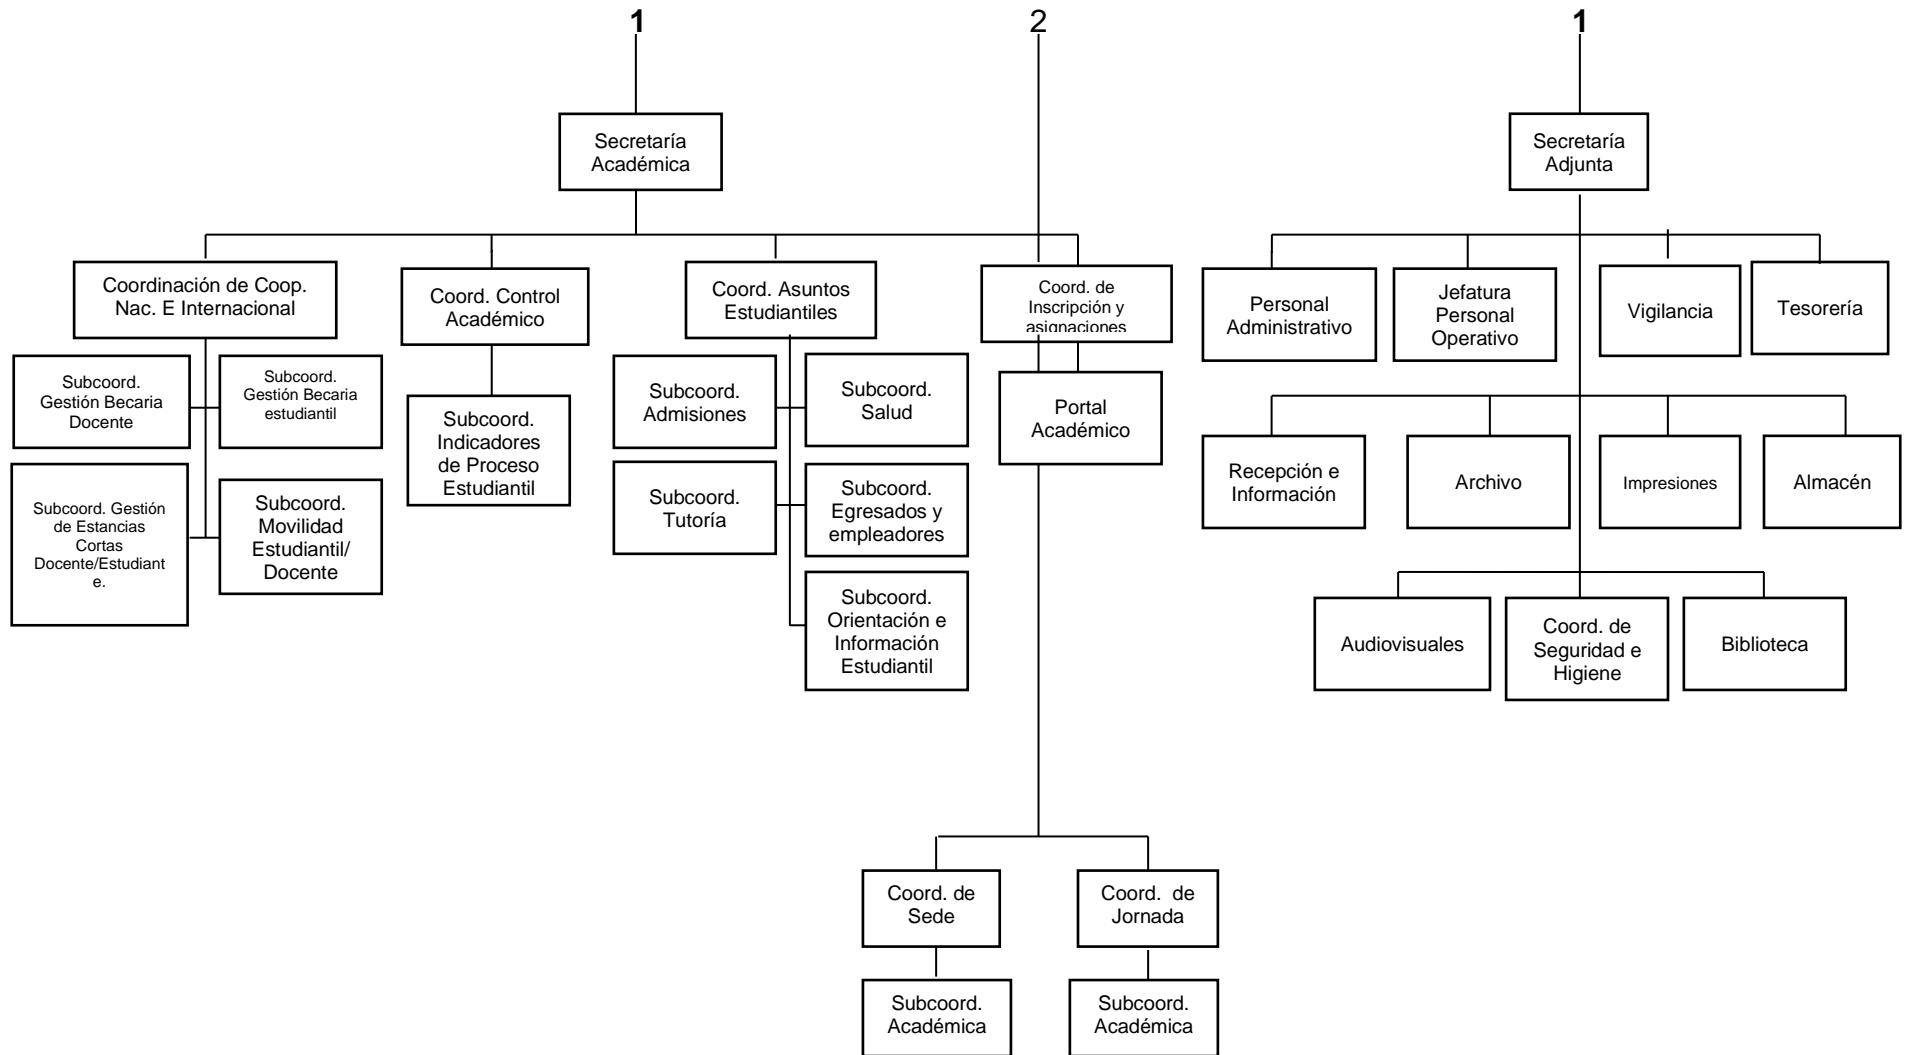 1
2
1
Secretaría
Académica
Secretaría
Adjunta
Coordinación de Coop.
Nac. E Internacional
Coord. Control
Académico
Coord. Asuntos
Estudiantiles
Coord. de
Inscripción y
asignaciones
Personal
Administrativo
Jefatura
Personal
Operativo
Vigilancia
Tesorería
Subcoord.
Gestión Becaria
Docente
Subcoord.
Gestión Becaria
estudiantil
Subcoord.
Indicadores
de Proceso
Estudiantil
Subcoord.
Admisiones
Subcoord.
Salud
Portal
Académico
Subcoord. Gestión
de Estancias
Cortas
Docente/Estudiant
e.
Subcoord.
Movilidad
Estudiantil/
Docente
Subcoord.
Tutoría
Subcoord.
Egresados y
empleadores
Recepción e
Información
Archivo
Impresiones
Almacén
Subcoord.
Orientación e
Información
Estudiantil
Audiovisuales
Coord. de
Seguridad e
Higiene
Biblioteca
Coord. de
Sede
Coord. de
Jornada
Subcoord.
Académica
Subcoord.
Académica